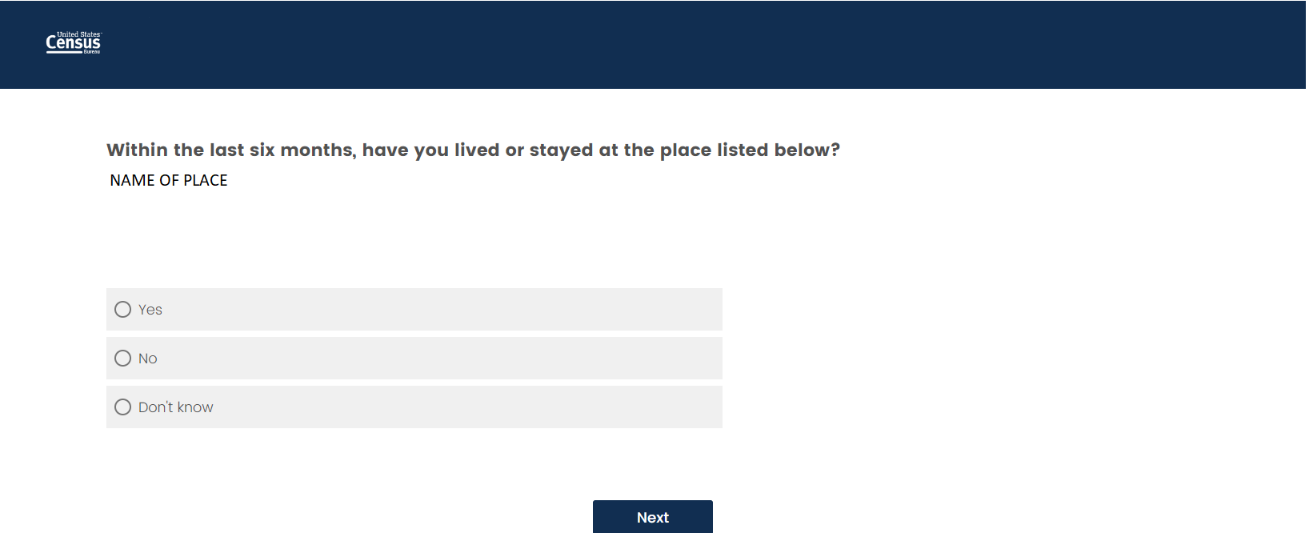 United States®
Census
Bureau
Within the last six months, have you lived or stayed at the place listed below?
NAME OF PLACE
Yes
No
Don't know
Next